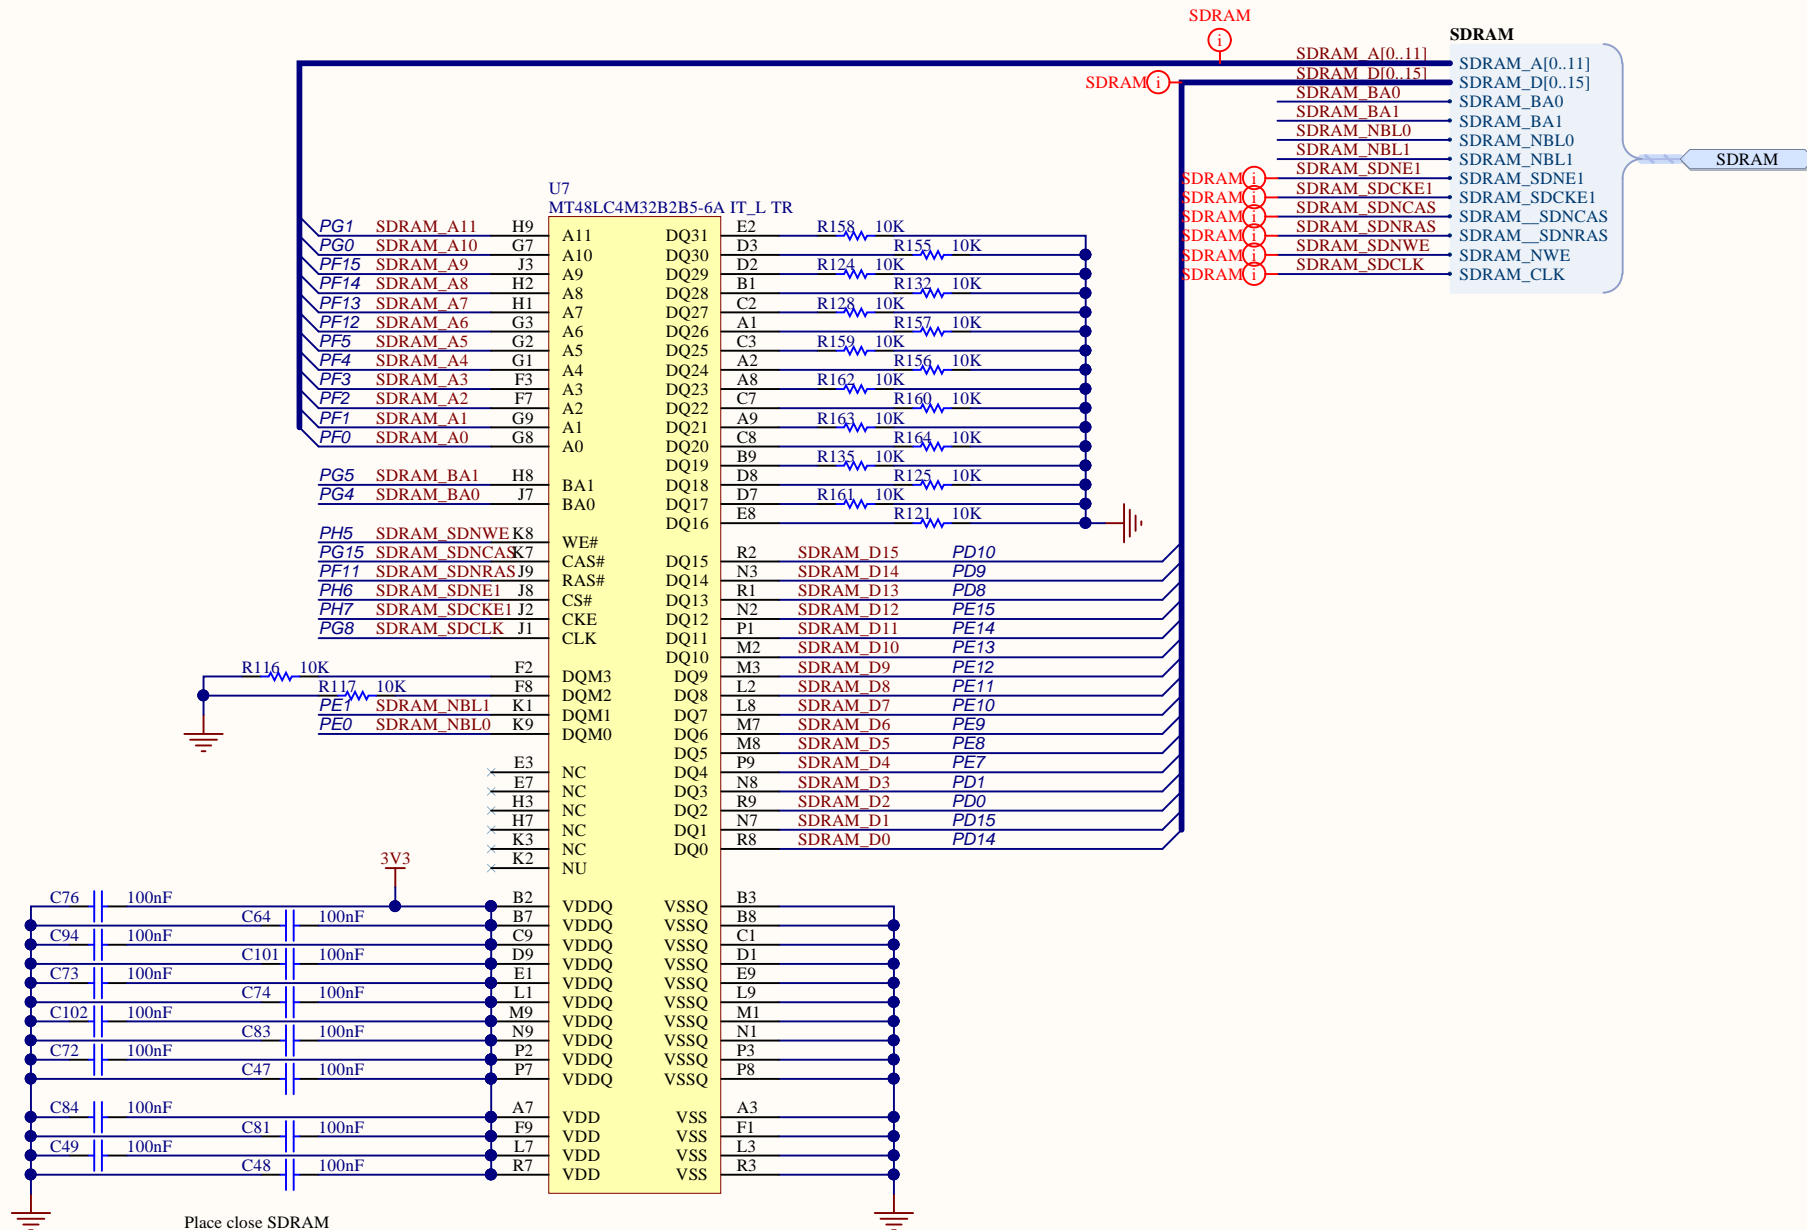 SDRAM
SDRAM
SDRAM_A[0..11] SDRAM_A[0..11]
SDRAM SDRAM_D[0..15] SDRAM_D[0..15]
SDRAM_BA0 SDRAM_BA0
SDRAM_BA1 SDRAM_BA1
SDRAM_NBL0 SDRAM_NBL0
SDRAM_NBL1 SDRAM_NBL1
SDRAM
SDRAM SDRAM_SDNE1 SDRAM_SDNE1
SDRAM SDRAM_SDCKE1 SDRAM_SDCKE1
SDRAM SDRAM_SDNCAS SDRAM__SDNCAS
SDRAM SDRAM_SDNRAS SDRAM__SDNRAS
SDRAM SDRAM_SDNWE SDRAM_NWE
SDRAM SDRAM_SDCLK SDRAM_CLK
U7
MT48LC4M32B2B5-6A IT_L TR
PG1 SDRAM_A11 H9 A11 DQ31 E2 R158 10K
PG0 SDRAM_A10 G7 A10 DQ30 D3 R155 10K
PF15 SDRAM_A9 J3 A9 DQ29 D2 R124 10K
PF14 SDRAM_A8 H2 A8 DQ28 B1 R132 10K
PF13 SDRAM_A7 H1 A7 DQ27 C2 R128 10K
PF12 SDRAM_A6 G3 A6 DQ26 A1 R157 10K
PF5 SDRAM_A5 G2 A5 DQ25 C3 R159 10K
PF4 SDRAM_A4 G1 A4 DQ24 A2 R156 10K
PF3 SDRAM_A3 F3 A3 DQ23 A8 R162 10K
PF2 SDRAM_A2 F7 A2 DQ22 C7 R160 10K
PF1 SDRAM_A1 G9 A1 DQ21 A9 R163 10K
PF0 SDRAM_A0 G8 A0 DQ20 C8 R164 10K
DQ19 B9 R135 10K
PG5 SDRAM_BA1 H8 BA1 DQ18 D8 R125 10K
PG4 SDRAM_BA0 J7 BA0 DQ17 D7 R161 10K
DQ16 E8 R121 10K
PH5 SDRAM_SDNWE K8 WE#
PG15 SDRAM_SDNCAS K7 CAS# DQ15 R2 SDRAM_D15 PD10
PF11 SDRAM_SDNRAS J9 RAS# DQ14 N3 SDRAM_D14 PD9
PH6 SDRAM_SDNE1 J8 CS# DQ13 R1 SDRAM_D13 PD8
PH7 SDRAM_SDCKE1 J2 CKE DQ12 N2 SDRAM_D12 PE15
PG8 SDRAM_SDCLK J1 CLK DQ11 P1 SDRAM_D11 PE14
DQ10 M2 SDRAM_D10 PE13
R116 10K F2 DQM3 DQ9 M3 SDRAM_D9 PE12
R117 10K F8 DQM2 DQ8 L2 SDRAM_D8 PE11
PE1 SDRAM_NBL1 K1 DQM1 DQ7 L8 SDRAM_D7 PE10
PE0 SDRAM_NBL0 K9 DQM0 DQ6 M7 SDRAM_D6 PE9
DQ5 M8 SDRAM_D5 PE8
E3 NC DQ4 P9 SDRAM_D4 PE7
E7 NC DQ3 N8 SDRAM_D3 PD1
H3 NC DQ2 R9 SDRAM_D2 PD0
H7 NC DQ1 N7 SDRAM_D1 PD15
K3 NC DQ0 R8 SDRAM_D0 PD14
K2 NU
3V3
C76 100nF B2 VDDQ VSSQ B3
C64 100nF B7 VDDQ VSSQ B8
C94 100nF C9 VDDQ VSSQ C1
C101 100nF D9 VDDQ VSSQ D1
C73 100nF E1 VDDQ VSSQ E9
C74 100nF L1 VDDQ VSSQ L9
C102 100nF M9 VDDQ VSSQ M1
C83 100nF N9 VDDQ VSSQ N1
C72 100nF P2 VDDQ VSSQ P3
C47 100nF P7 VDDQ VSSQ P8
C84 100nF A7 VDD VSS A3
C81 100nF F9 VDD VSS F1
C49 100nF L7 VDD VSS L3
C48 100nF R7 VDD VSS R3
Place close SDRAM